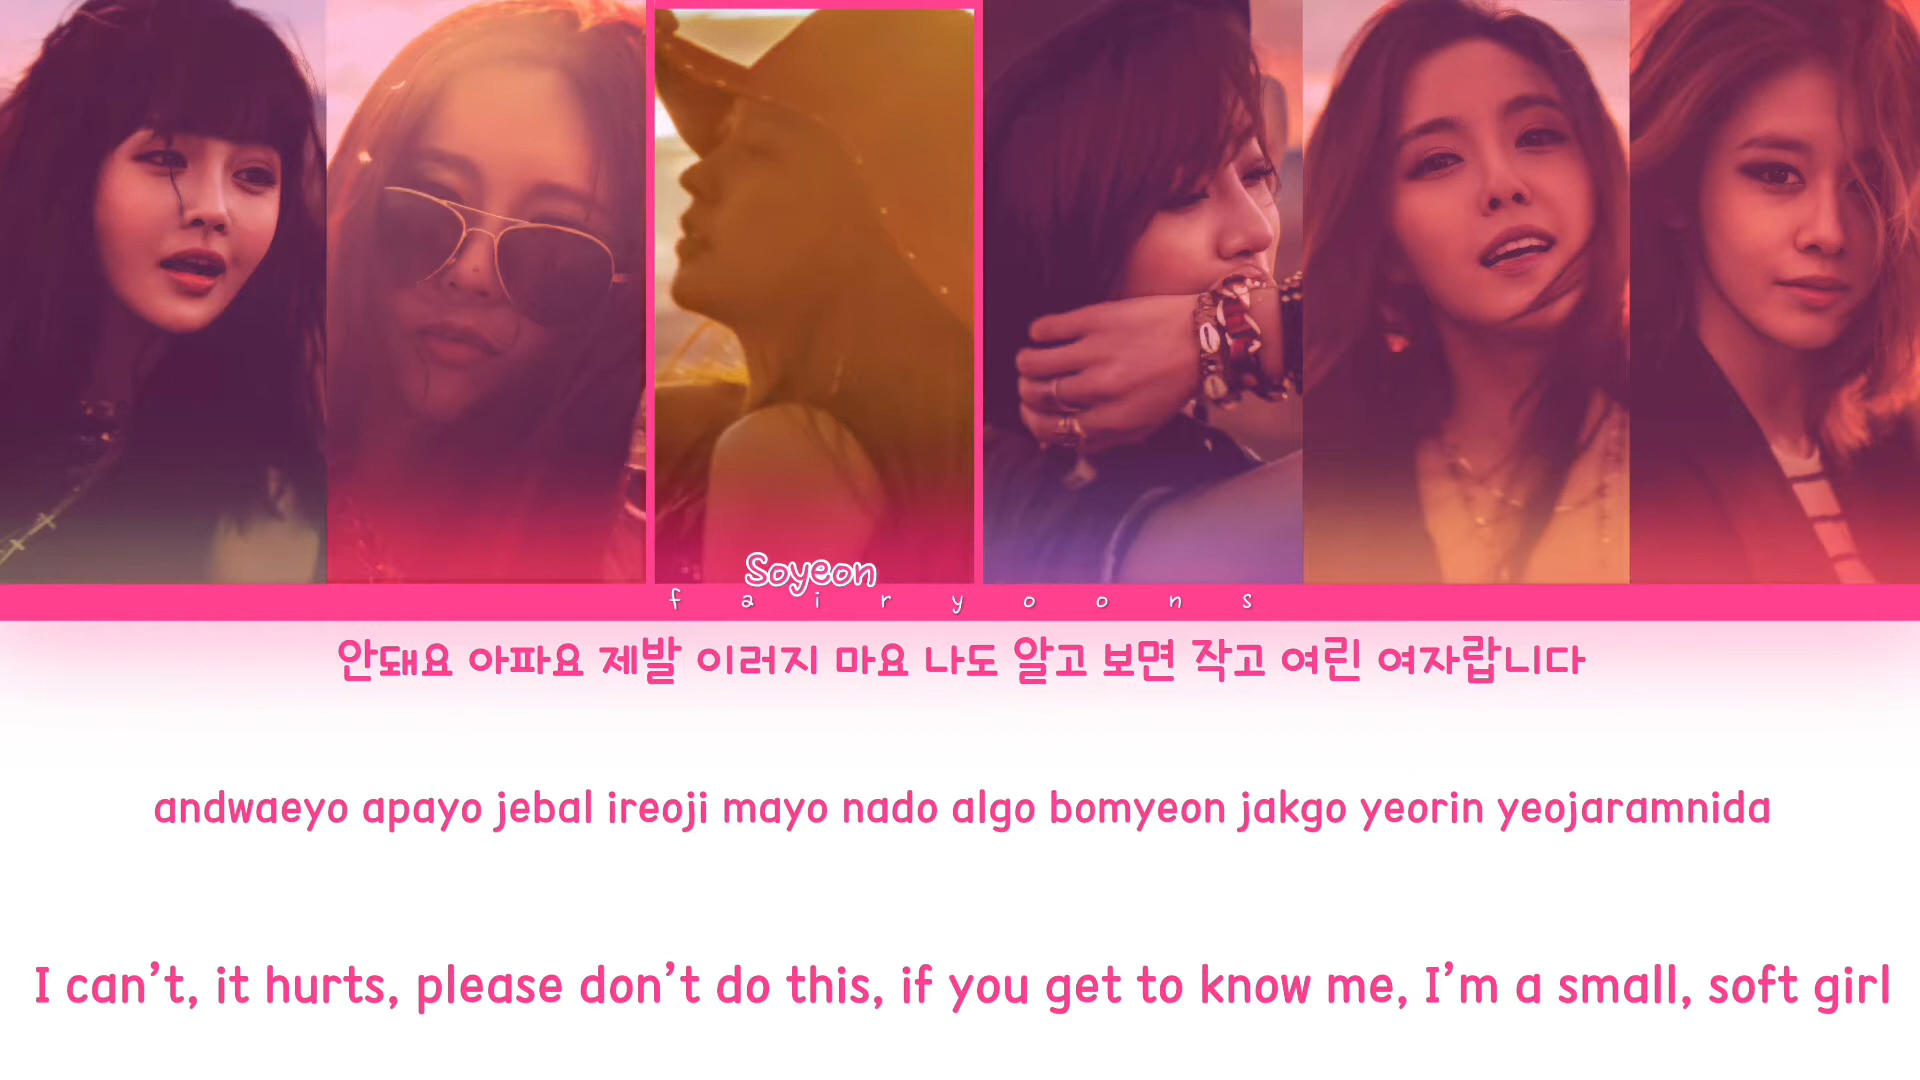 Soyeon
fairyoons
안돼요 아파요 제발 이러지 마요 나도 알고 보면 작고 여린 여자랍니다
andwaeyo apayo jebal ireoji mayo nado algo bomyeon jakgo yeorin yeojaramnida
I can't, it hurts, please don't do this, if you get to know me, I'm a small, soft girl